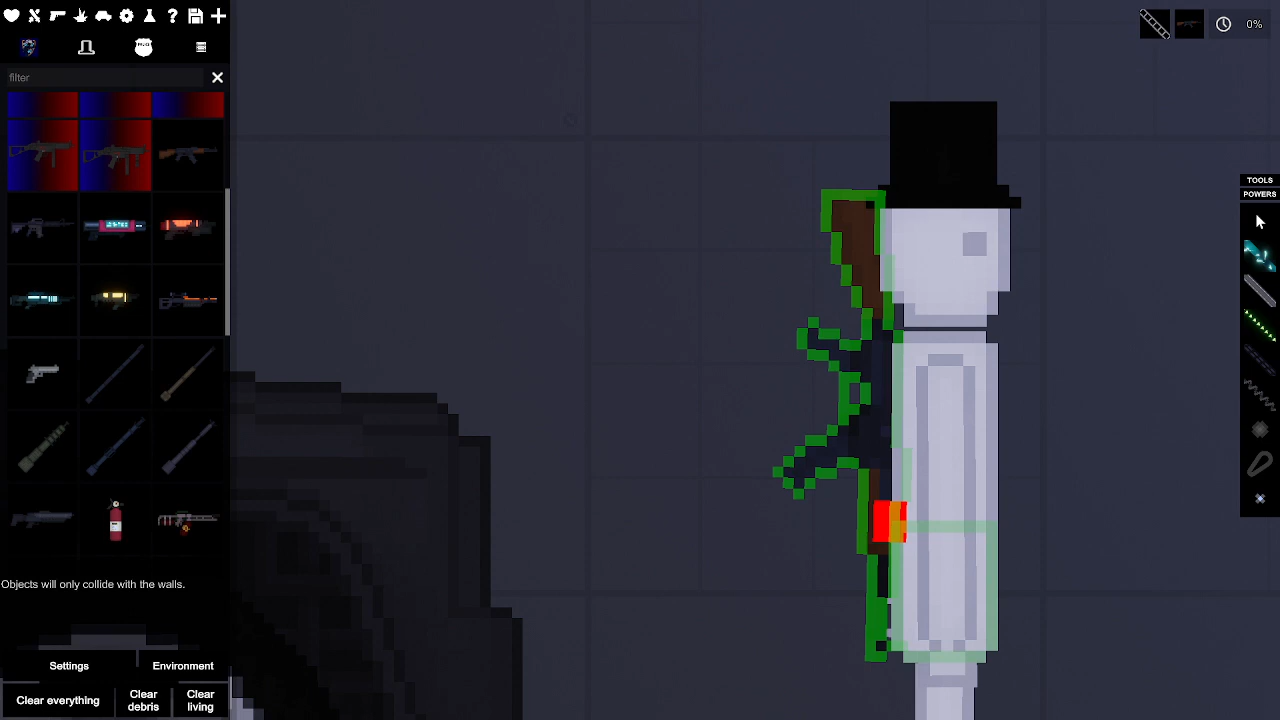 filter
0%
TOOLS
POWERS
Objects will only collide with the walls.
Settings
Environment
Clear everything
Clear
debris
Clear
living